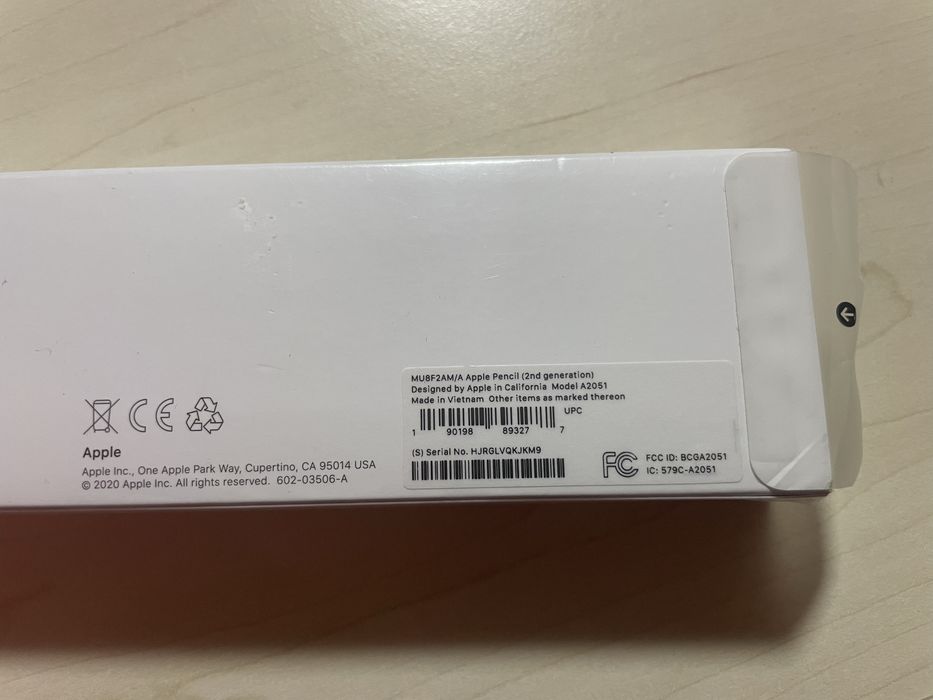 MU8F2AM/A Apple Pencil (2nd generation)
Designed by Apple in California Model A2051
Made in Vietnam Other items as marked thereon
UPC
1 90198 89327 7
(S) Serial No. HJRGLVQKJKM9
FC FCC ID: BCGA2051
IC: 579C-A2051
CE
Apple
Apple Inc., One Apple Park Way, Cupertino, CA 95014 USA
© 2020 Apple Inc. All rights reserved. 602-03506-A